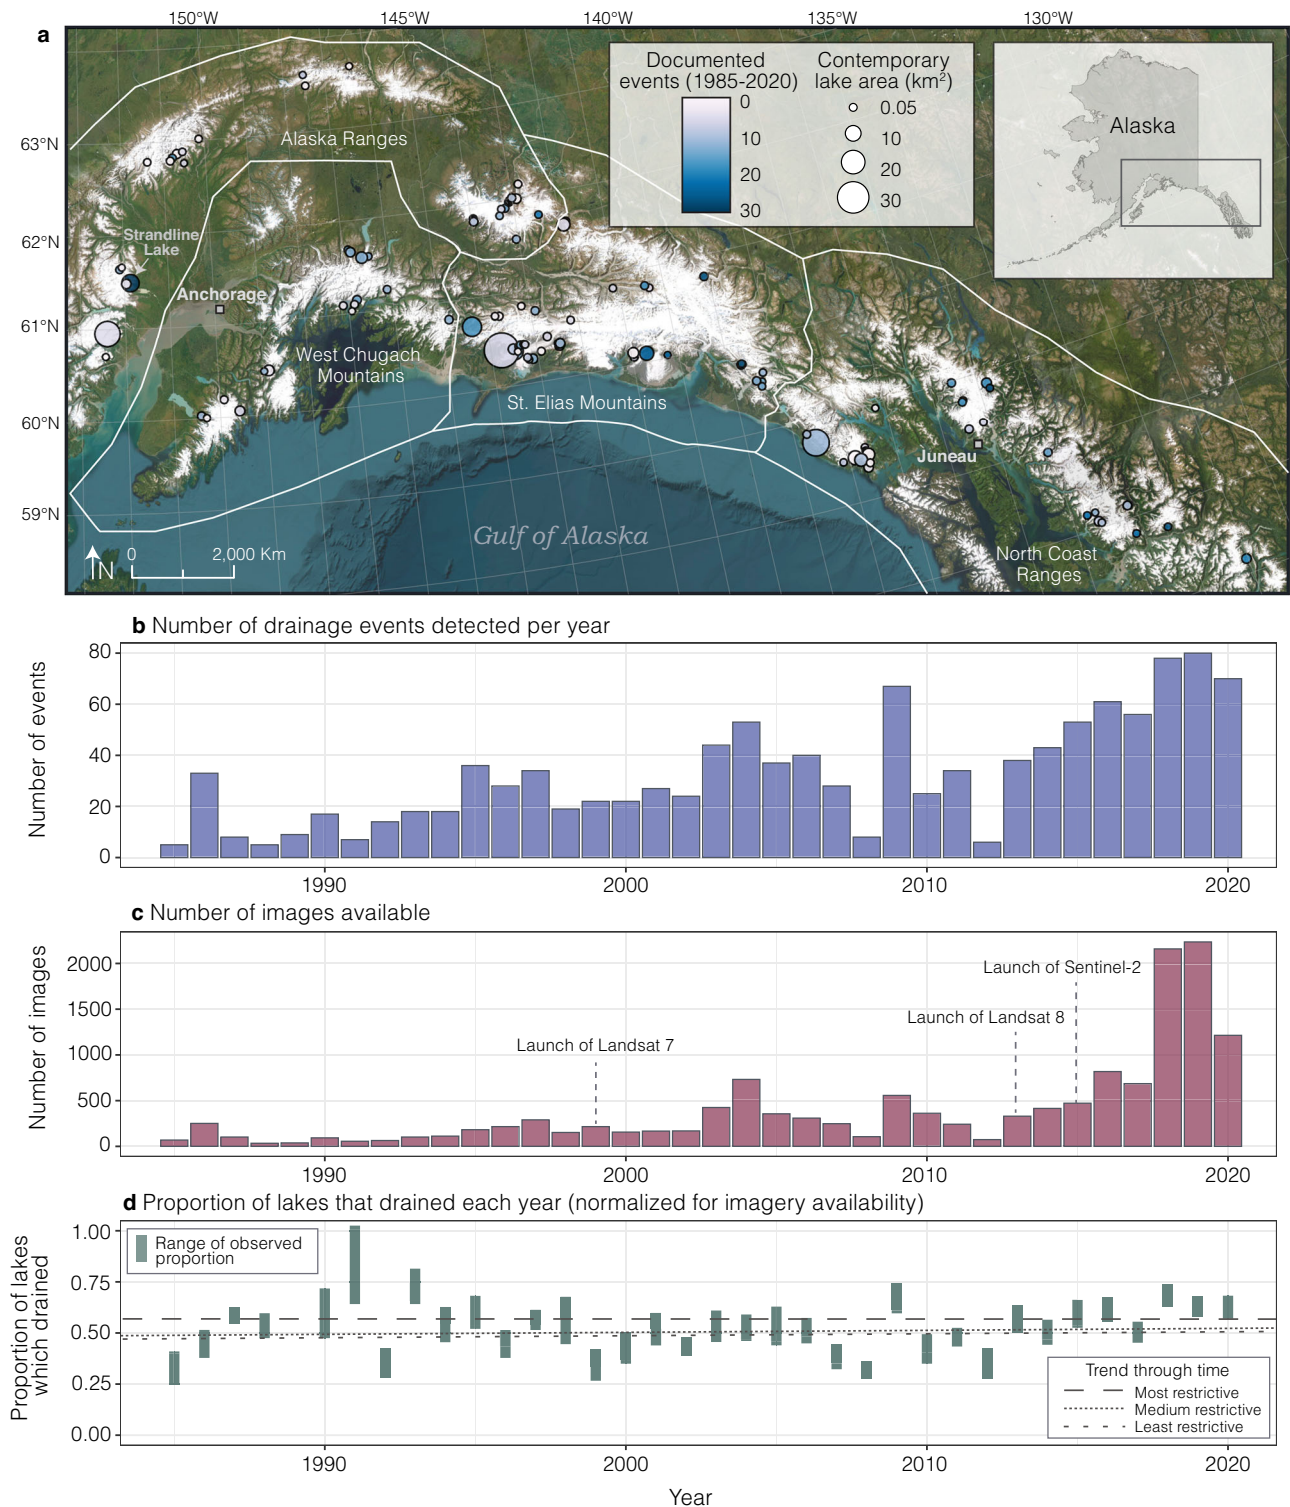 150°W 145°W 140°W 135°W 130°W
a
63°N
62°N
61°N
60°N
59°N
Alaska Ranges
Strandline
Lake
Anchorage
West Chugach
Mountains
St. Elias Mountains
Juneau
North Coast
Ranges
Gulf of Alaska
N
0 2,000 Km
Documented
events (1985-2020)
0
10
20
30
Contemporary
lake area (km²)
0.05
10
20
30
Alaska
b Number of drainage events detected per year
Number of events
80
60
40
20
0
1990 2000 2010 2020
c Number of images available
Number of images
2000
1500
1000
500
0
Launch of Landsat 7
Launch of Landsat 8
Launch of Sentinel-2
1990 2000 2010 2020
d Proportion of lakes that drained each year (normalized for imagery availability)
Proportion of lakes
which drained
1.00
0.75
0.50
0.25
0.00
Range of observed
proportion
Trend through time
Most restrictive
Medium restrictive
Least restrictive
1990 2000 2010 2020
Year